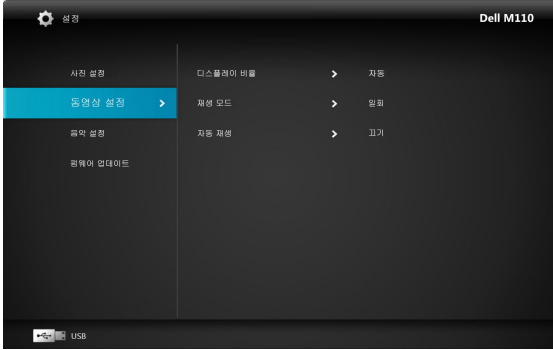 설정
Dell M110
사진 설정
디스플레이 비율
자동
동영상 설정
재생 모드
일회
음악 설정
자동 재생
끄기
펌웨어 업데이트
USB